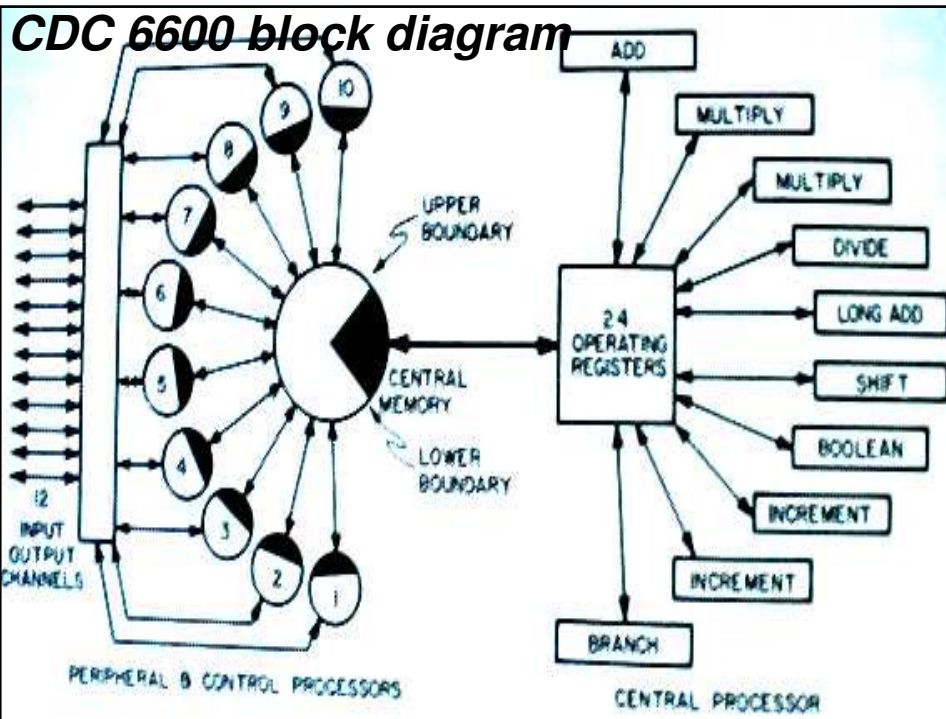 CDC 6600 block diagram
10
9
8
7
6
5
4
3
2
1
12
INPUT
OUTPUT
CHANNELS
PERIPHERAL & CONTROL PROCESSORS
UPPER
BOUNDARY
CENTRAL
MEMORY
LOWER
BOUNDARY
24
OPERATING
REGISTERS
ADD
MULTIPLY
MULTIPLY
DIVIDE
LONG ADD
SHIFT
BOOLEAN
INCREMENT
INCREMENT
BRANCH
CENTRAL PROCESSOR